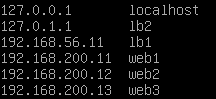 127.0.0.1 localhost
127.0.1.1 lb2
192.168.56.11 lb1
192.168.200.11 web1
192.168.200.12 web2
192.168.200.13 web3